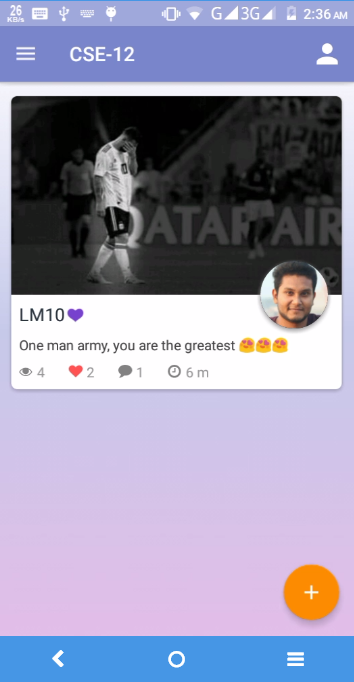 26 KB/s G 3G 2:36 AM
CSE-12
QATAR AIR
LM10💜
One man army, you are the greatest 😍😍😍
4 2 1 6 m